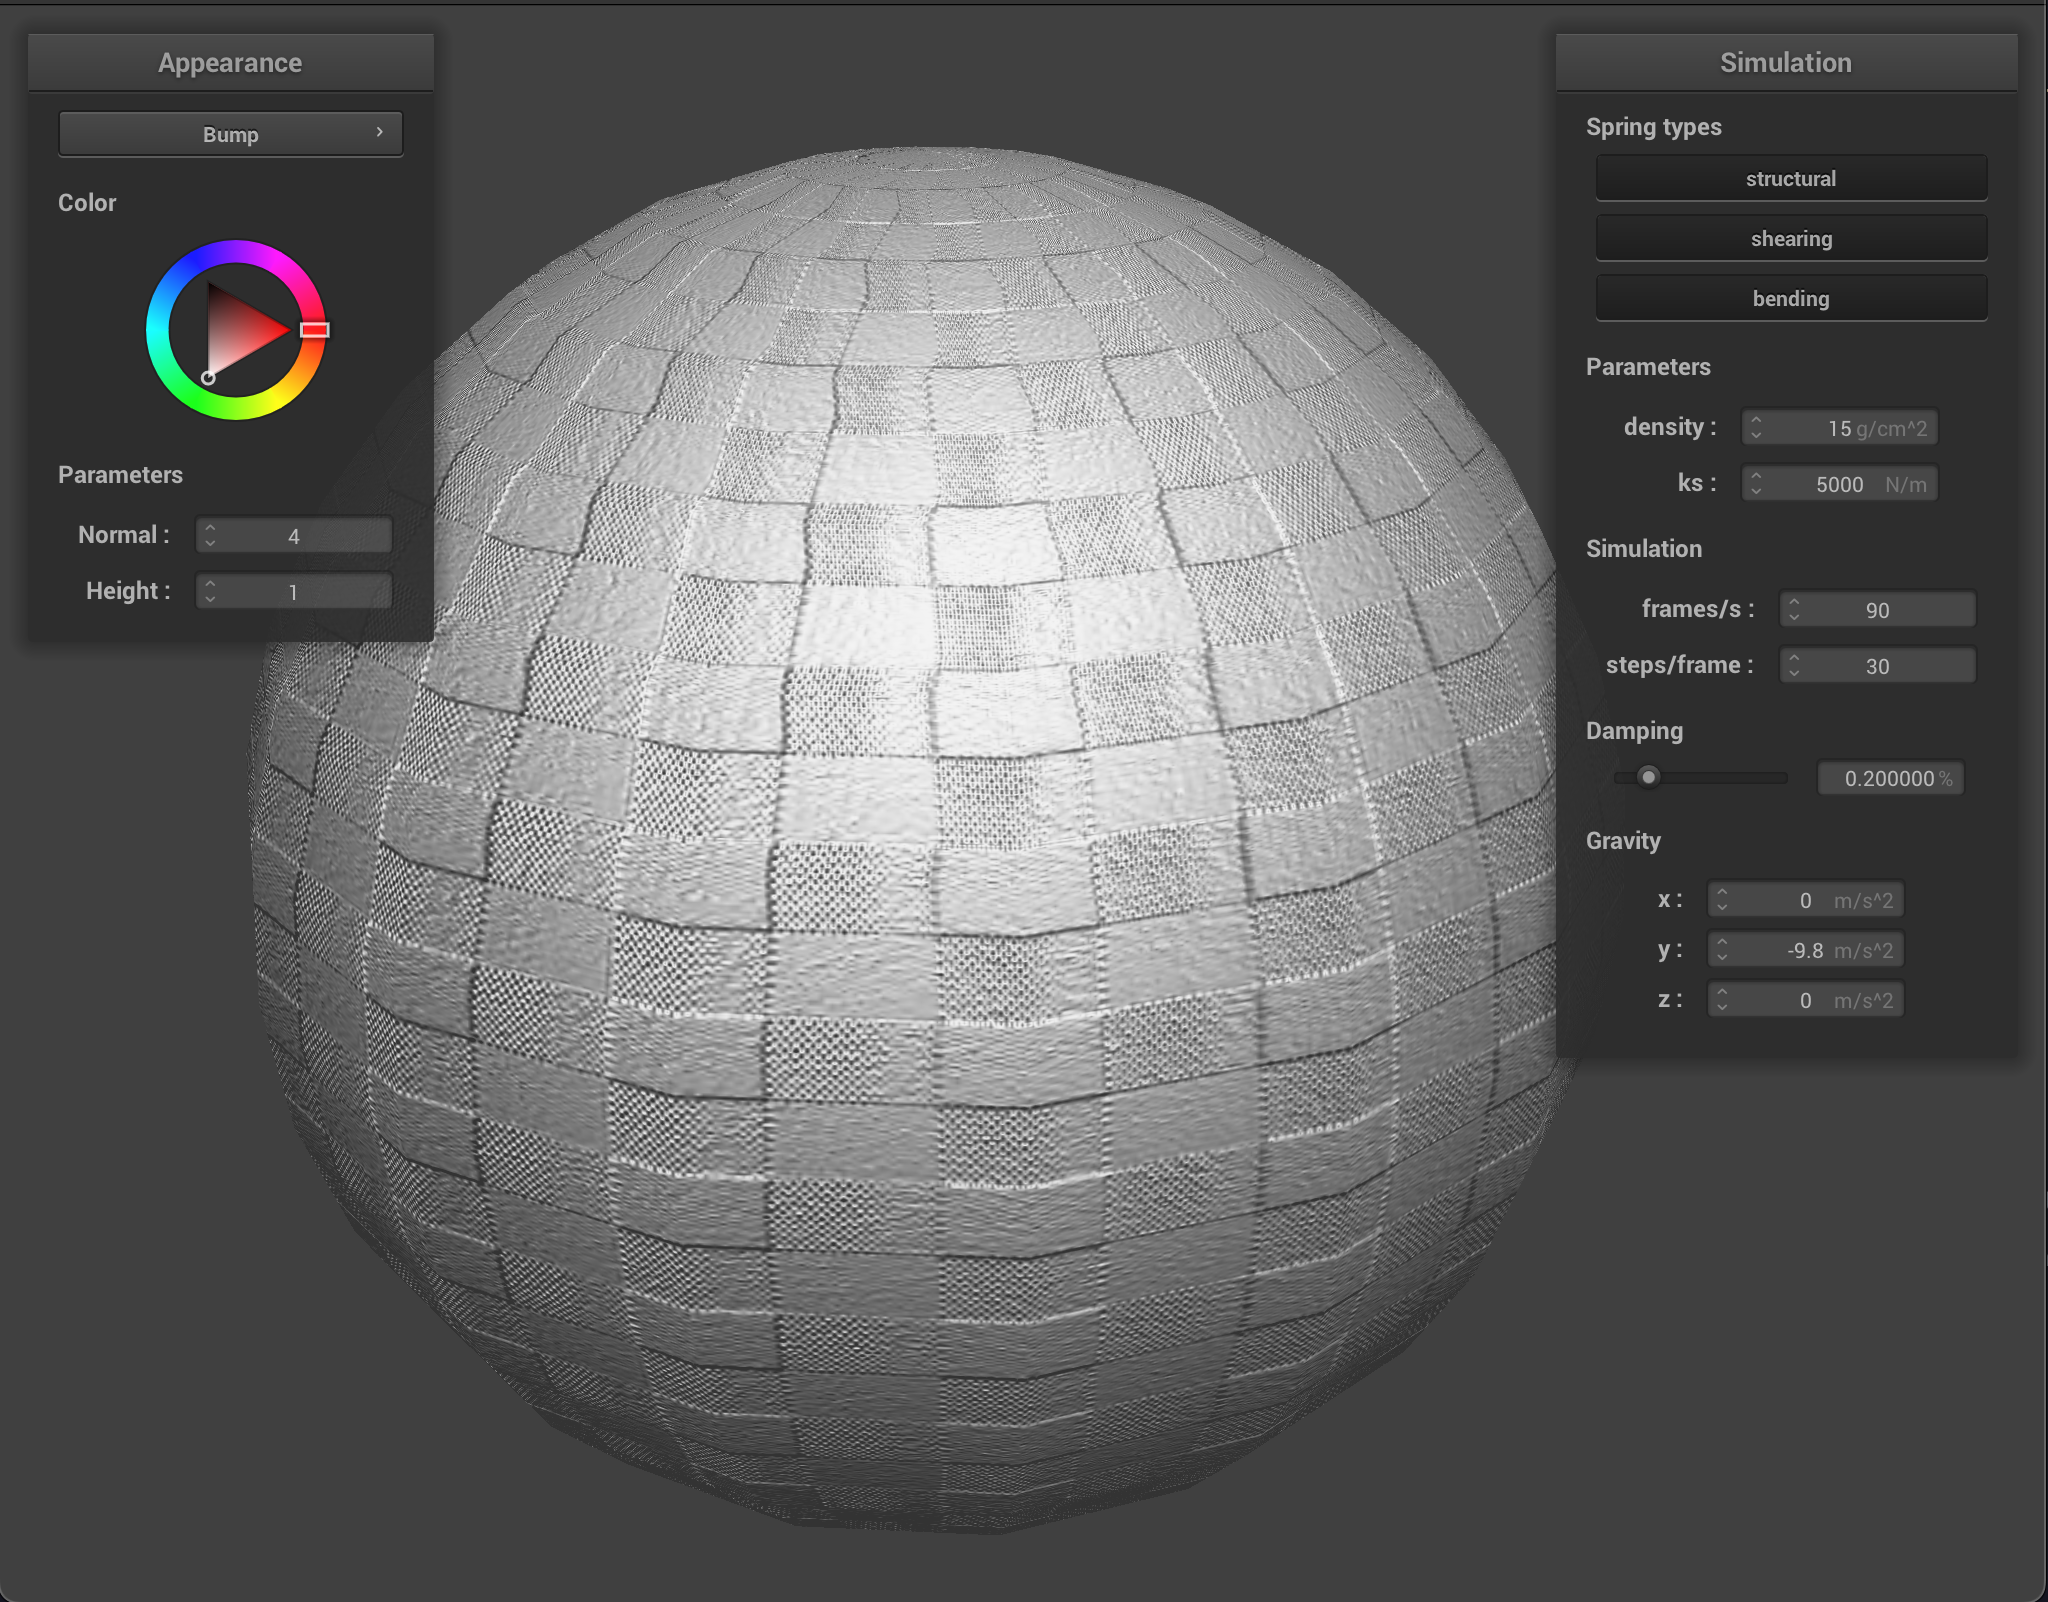 Appearance
Bump
Color
Parameters
Normal : 4
Height : 1
Simulation
Spring types
structural
shearing
bending
Parameters
density : 15 g/cm^2
ks : 5000 N/m
Simulation
frames/s : 90
steps/frame : 30
Damping
0.200000 %
Gravity
x : 0 m/s^2
y : -9.8 m/s^2
z : 0 m/s^2